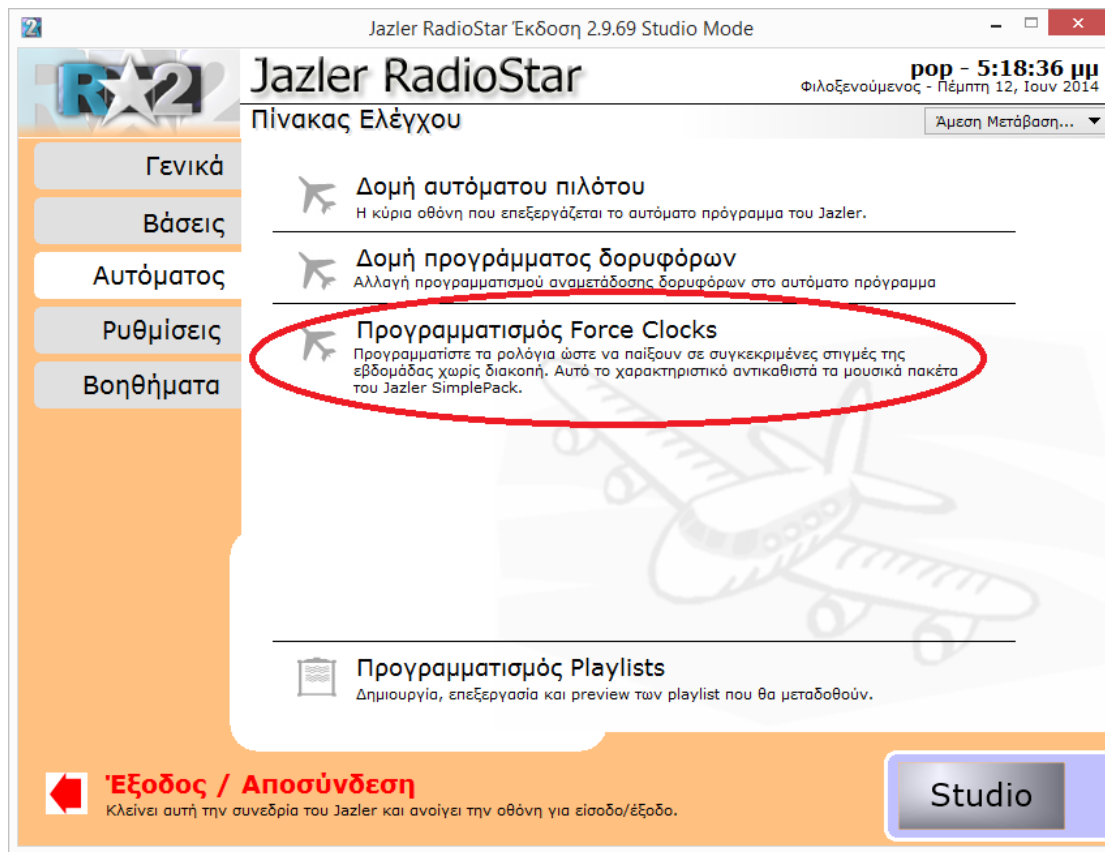 Jazler RadioStar Έκδοση 2.9.69 Studio Mode
R☆2
Jazler RadioStar
pop - 5:18:36 μμ
Φιλοξενούμενος - Πέμπτη 12, Ιουν 2014
Πίνακας Ελέγχου
Άμεση Μετάβαση...
Γενικά
Βάσεις
Αυτόματος
Ρυθμίσεις
Βοηθήματα
Δομή αυτόματου πιλότου
Η κύρια οθόνη που επεξεργάζεται το αυτόματο πρόγραμμα του Jazler.
Δομή προγράμματος δορυφόρων
Αλλαγή προγραμματισμού αναμετάδοσης δορυφόρων στο αυτόματο πρόγραμμα
Προγραμματισμός Force Clocks
Προγραμματίστε τα ρολόγια ώστε να παίξουν σε συγκεκριμένες στιγμές της
εβδομάδας χωρίς διακοπή. Αυτό το χαρακτηριστικό αντικαθιστά τα μουσικά πακέτα
του Jazler SimplePack.
Προγραμματισμός Playlists
Δημιουργία, επεξεργασία και preview των playlist που θα μεταδοθούν.
Έξοδος / Αποσύνδεση
Κλείνει αυτή την συνεδρία του Jazler και ανοίγει την οθόνη για είσοδο/έξοδο.
Studio